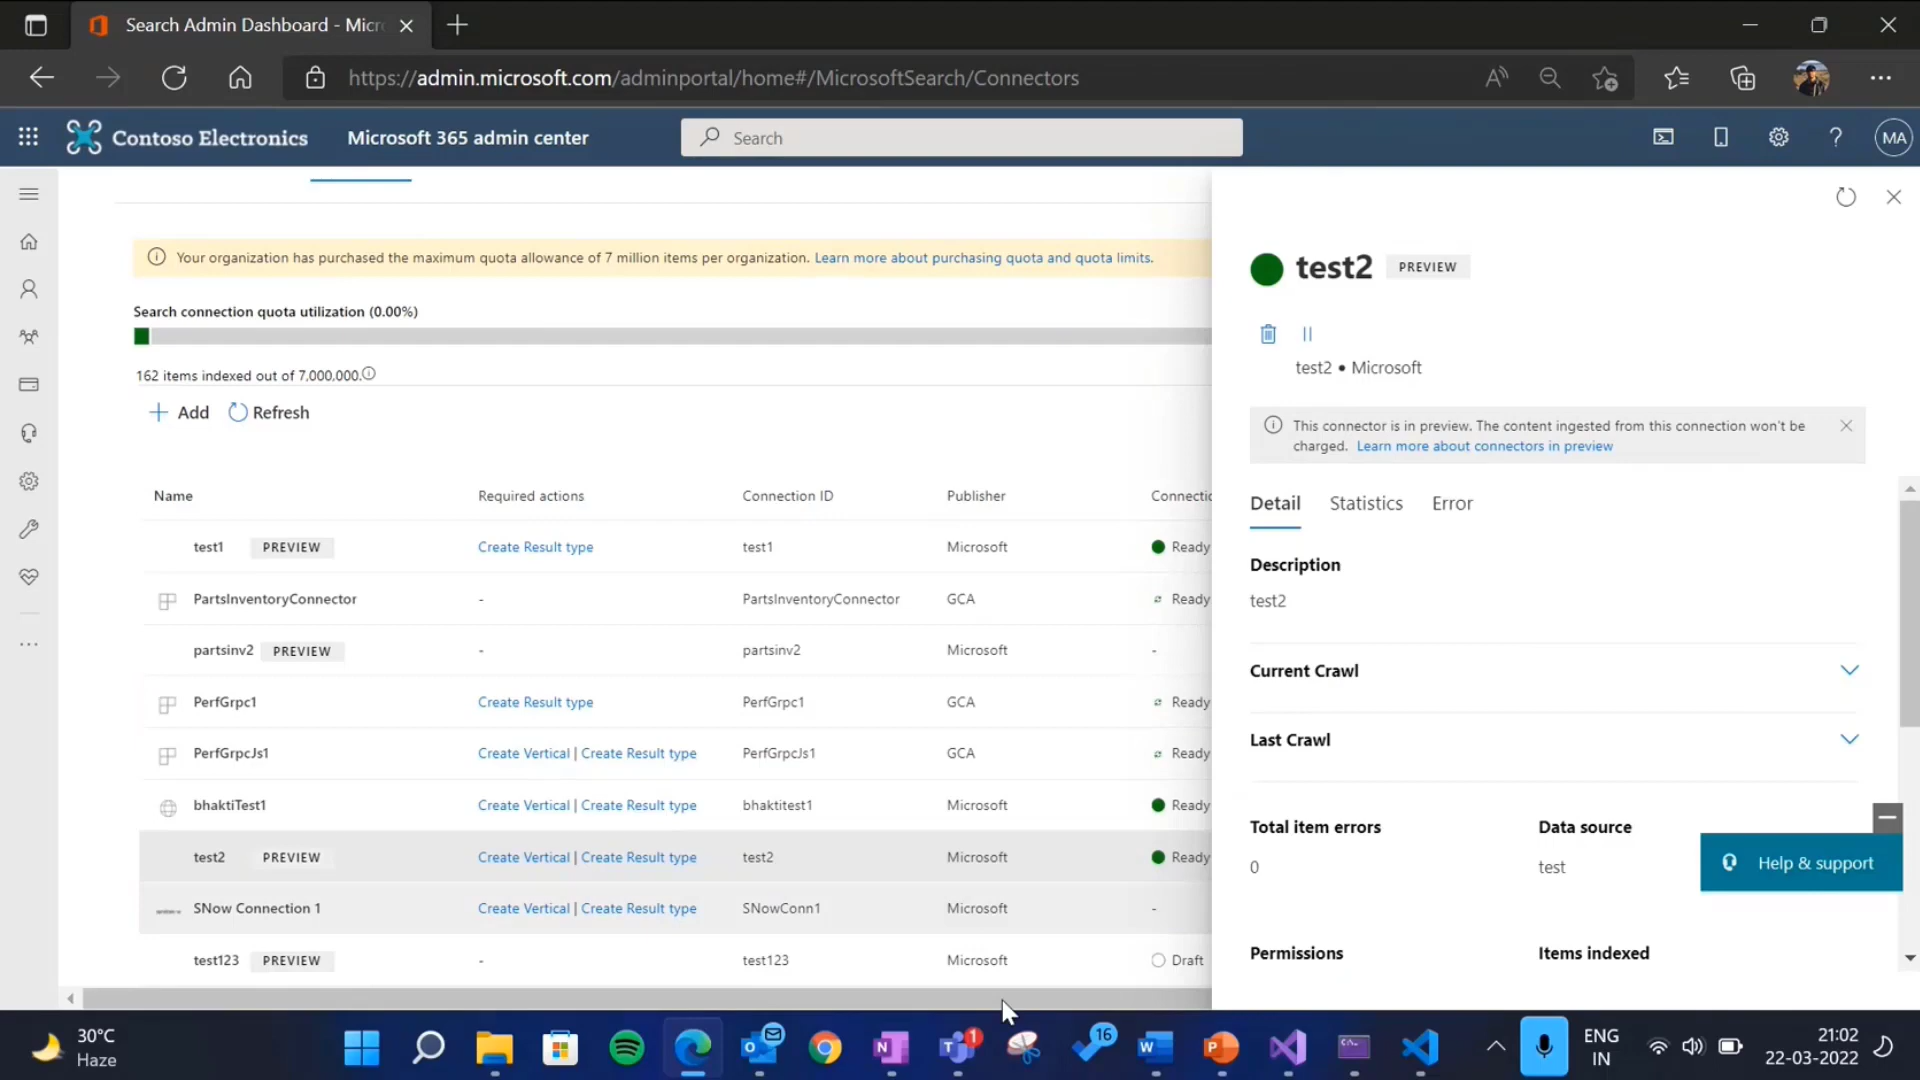 Search Admin Dashboard - Micr
https://admin.microsoft.com/adminportal/home#/MicrosoftSearch/Connectors
Contoso Electronics
Microsoft 365 admin center
Search
MA
Your organization has purchased the maximum quota allowance of 7 million items per organization. Learn more about purchasing quota and quota limits.
Search connection quota utilization (0.00%)
162 items indexed out of 7,000,000.
Add Refresh
Name Required actions Connection ID Publisher Connectio
test1 PREVIEW Create Result type test1 Microsoft Ready
PartsInventoryConnector - PartsInventoryConnector GCA Ready
partsinv2 PREVIEW - partsinv2 Microsoft -
PerfGrpc1 Create Result type PerfGrpc1 GCA Ready
PerfGrpcJs1 Create Vertical | Create Result type PerfGrpcJs1 GCA Ready
bhaktiTest1 Create Vertical | Create Result type bhaktitest1 Microsoft Ready
test2 PREVIEW Create Vertical | Create Result type test2 Microsoft Ready
SNow Connection 1 Create Vertical | Create Result type SNowConn1 Microsoft -
test123 PREVIEW - test123 Microsoft Draft
test2 PREVIEW
test2 • Microsoft
This connector is in preview. The content ingested from this connection won't be
charged. Learn more about connectors in preview
Detail Statistics Error
Description
test2
Current Crawl
Last Crawl
Total item errors Data source
0 test
Help & support
Permissions Items indexed
30°C
Haze
1
16
ENG
IN
21:02
22-03-2022